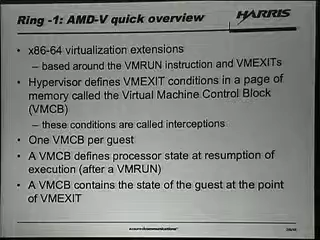 Ring -1: AMD-V quick overview
HARRIS
• x86-64 virtualization extensions
– based around the VMRUN instruction and VMEXITs
• Hypervisor defines VMEXIT conditions in a page of
memory called the Virtual Machine Control Block
(VMCB)
– these conditions are called interceptions
• One VMCB per guest
• A VMCB defines processor state at resumption of
execution (after a VMRUN)
• A VMCB contains the state of the guest at the point
of VMEXIT